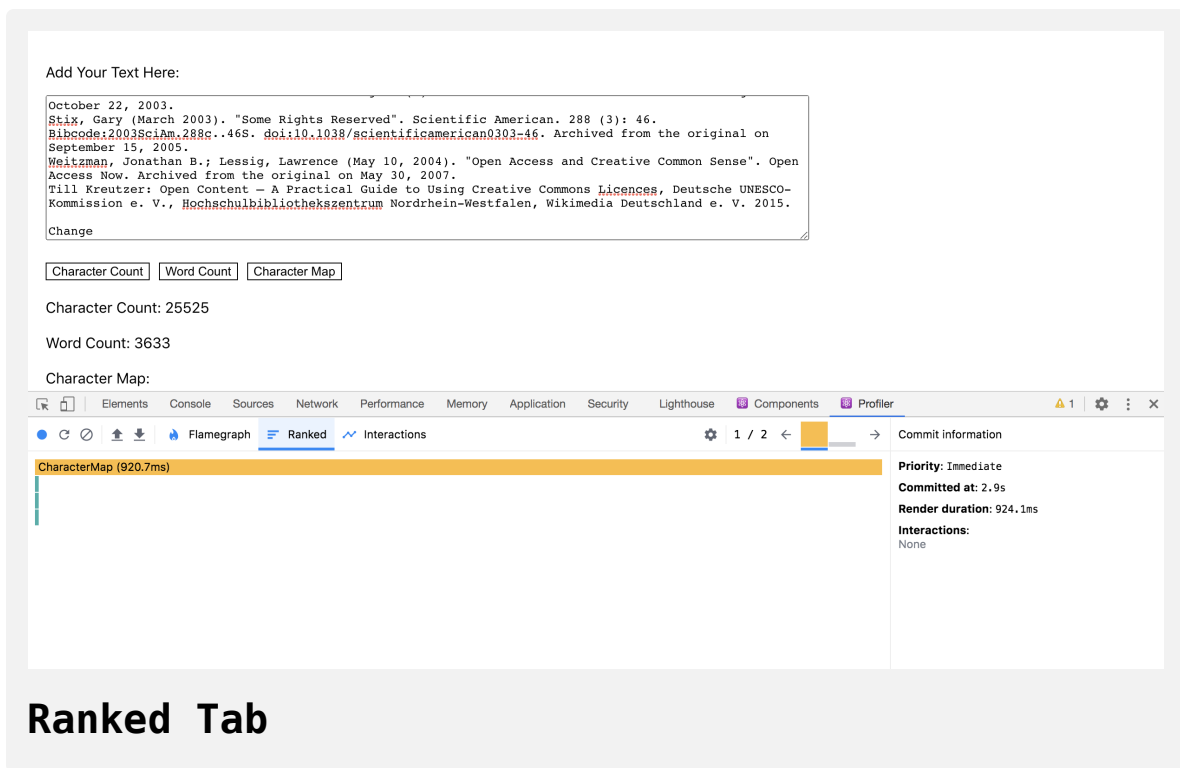 Add Your Text Here:
October 22, 2003.
Stix, Gary (March 2003). "Some Rights Reserved". Scientific American. 288 (3): 46.
Bibcode:2003SciAm.288c..46S. doi:10.1038/scientificamerican0303-46. Archived from the original on
September 15, 2005.
Weitzman, Jonathan B.; Lessig, Lawrence (May 10, 2004). "Open Access and Creative Common Sense". Open
Access Now. Archived from the original on May 30, 2007.
Till Kreutzer: Open Content – A Practical Guide to Using Creative Commons Licences, Deutsche UNESCO-
Kommission e. V., Hochschulbibliothekszentrum Nordrhein-Westfalen, Wikimedia Deutschland e. V. 2015.
Change
Character Count Word Count Character Map
Character Count: 25525
Word Count: 3633
Character Map:
Elements Console Sources Network Performance Memory Application Security Lighthouse Components Profiler 1
Flamegraph Ranked Interactions 1 / 2 Commit information
CharacterMap (920.7ms)
Priority: Immediate
Committed at: 2.9s
Render duration: 924.1ms
Interactions:
None
Ranked Tab